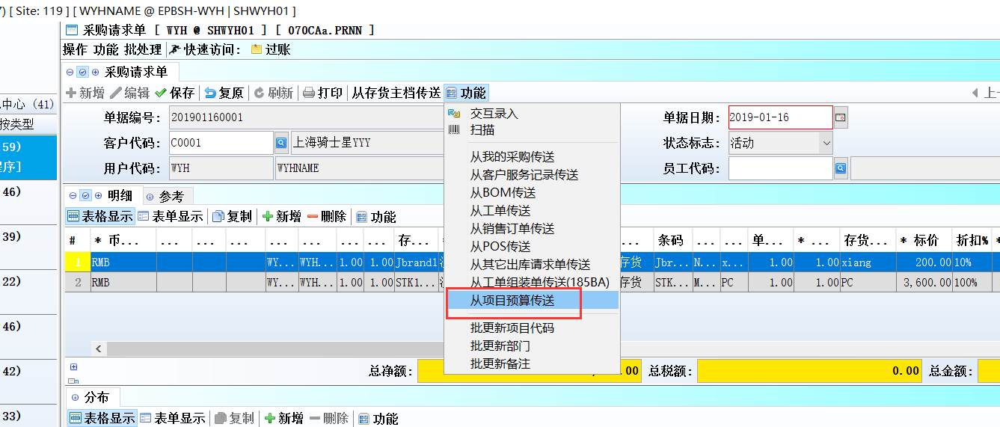 7) [ Site: 119 ] [ WYHNAME @ EPBSH-WYH | SHWYH01 ]
采购请求单 [ WYH @ SHWYH01 ] [ 070CAa.PRNN ]
操作 功能 批处理 快速访问: 过账
采购请求单
新增 编辑 保存 复原 刷新 打印 从存货主档传送 功能 上一
中心 (41)
按类型
59)
程序]
46)
39)
22)
46)
42)
33)
单据编号: 201901160001
客户代码: C0001 上海骑士星YYY
用户代码: WYH WYHNAME
单据日期: 2019-01-16
状态标志: 活动
员工代码:
交互录入
扫描
从我的采购传送
从客户服务记录传送
从BOM传送
从工单传送
从销售订单传送
从POS传送
从其它出库请求单传送
从工单组装单传送(185BA)
从项目预算传送
批更新项目代码
批更新部门
批更新备注
明细 参考
表格显示 表单显示 复制 新增 删除 功能
# * 币... ... ... ... ... ... ... ... 存... * ... 条码 ... ... 单... * ... 存货... * 标价 折扣% *
1 RMB WY... WYH... 1.00 1.00 Jbrand1 存货 Jbr... N... x... 1.00 1.00 xiang 200.00 10%
2 RMB WY... WYH... 1.00 1.00 STK1... 存货 STK... M... PC 1.00 1.00 PC 3,600.00 100%
总净额: .00 总税额: 0.00 总金额:
分布
表格显示 表单显示 复制 新增 删除 功能